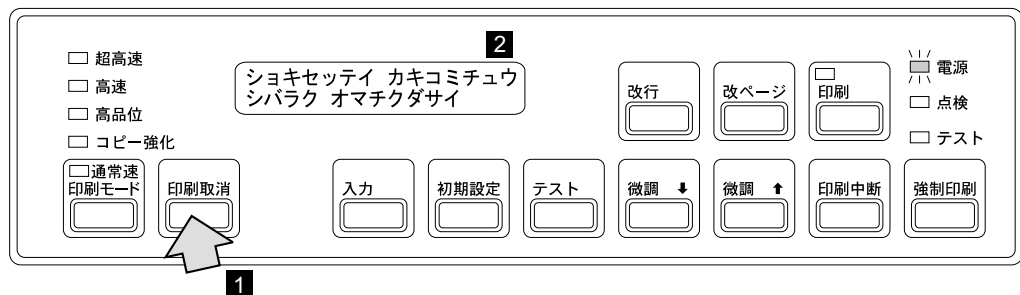 2
超高速
高速
高品位
コピー強化
通常速
印刷モード
印刷取消
ショキセッテイ カキコミチュウ
シバラク オマチクダサイ
改行
改ページ
印刷
電源
点検
テスト
入力
初期設定
テスト
微調 ⬇
微調 ⬆
印刷中断
強制印刷
1